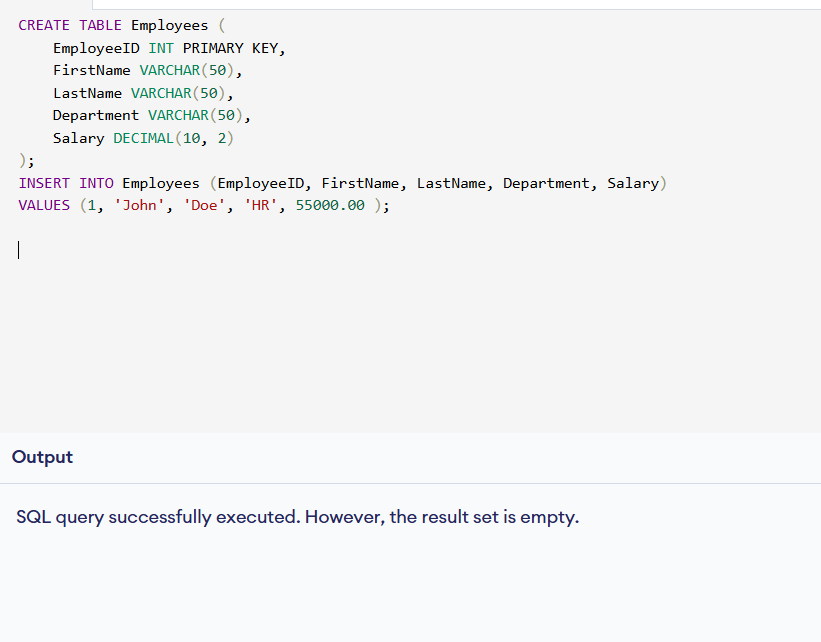 CREATE TABLE Employees (
    EmployeeID INT PRIMARY KEY,
    FirstName VARCHAR(50),
    LastName VARCHAR(50),
    Department VARCHAR(50),
    Salary DECIMAL(10, 2)
);
INSERT INTO Employees (EmployeeID, FirstName, LastName, Department, Salary)
VALUES (1, 'John', 'Doe', 'HR', 55000.00 );
Output
SQL query successfully executed. However, the result set is empty.